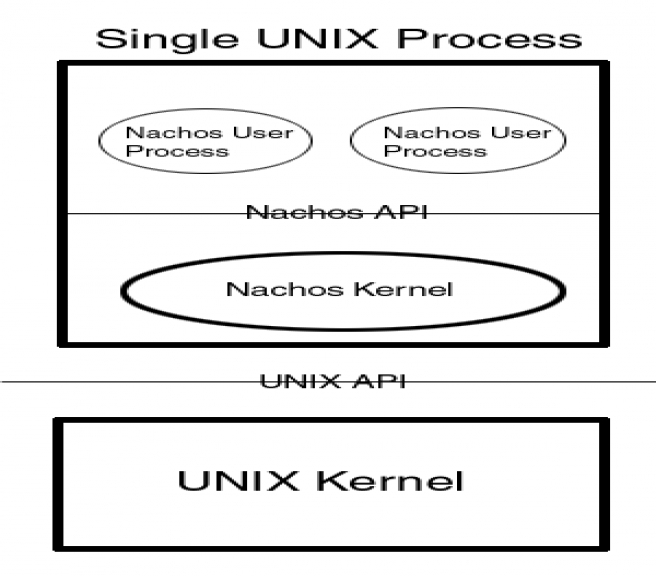 Single UNIX Process
Nachos User
Process
Nachos User
Process
Nachos API
Nachos Kernel
UNIX API
UNIX Kernel